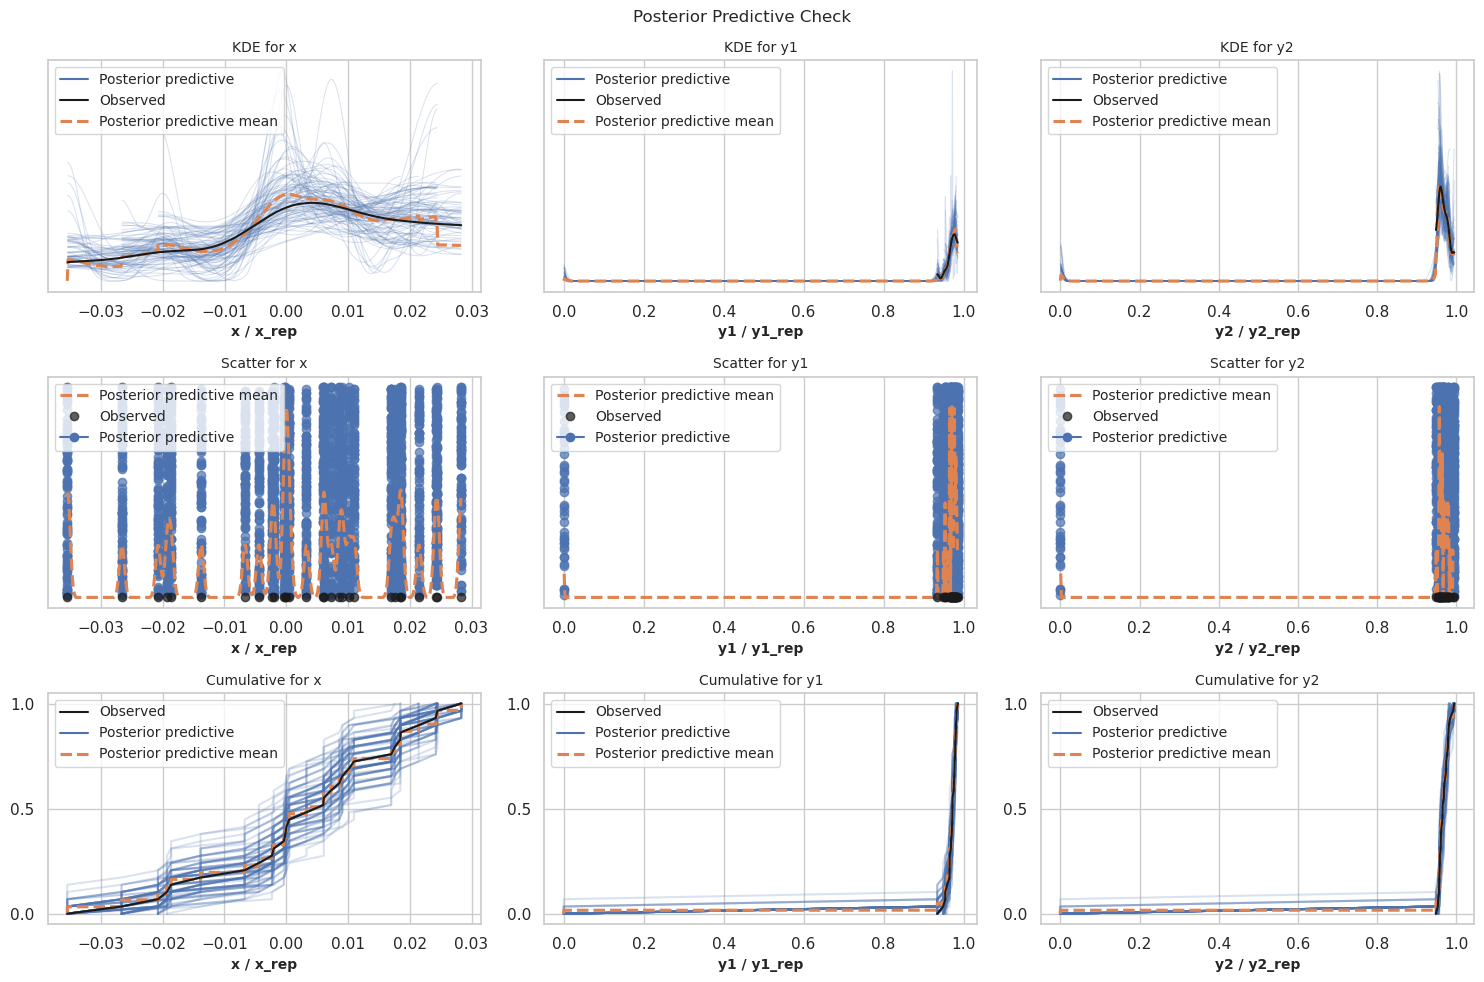 Posterior Predictive Check
KDE for x
Posterior predictive
Observed
Posterior predictive mean
−0.03 −0.02 −0.01 0.00 0.01 0.02 0.03
x / x_rep
KDE for y1
Posterior predictive
Observed
Posterior predictive mean
0.0 0.2 0.4 0.6 0.8 1.0
y1 / y1_rep
KDE for y2
Posterior predictive
Observed
Posterior predictive mean
0.0 0.2 0.4 0.6 0.8 1.0
y2 / y2_rep
Scatter for x
Posterior predictive mean
Observed
Posterior predictive
−0.03 −0.02 −0.01 0.00 0.01 0.02 0.03
x / x_rep
Scatter for y1
Posterior predictive mean
Observed
Posterior predictive
0.0 0.2 0.4 0.6 0.8 1.0
y1 / y1_rep
Scatter for y2
Posterior predictive mean
Observed
Posterior predictive
0.0 0.2 0.4 0.6 0.8 1.0
y2 / y2_rep
Cumulative for x
Observed
Posterior predictive
Posterior predictive mean
1.0
0.5
0.0
−0.03 −0.02 −0.01 0.00 0.01 0.02 0.03
x / x_rep
Cumulative for y1
Observed
Posterior predictive
Posterior predictive mean
1.0
0.5
0.0
0.0 0.2 0.4 0.6 0.8 1.0
y1 / y1_rep
Cumulative for y2
Observed
Posterior predictive
Posterior predictive mean
1.0
0.5
0.0
0.0 0.2 0.4 0.6 0.8 1.0
y2 / y2_rep